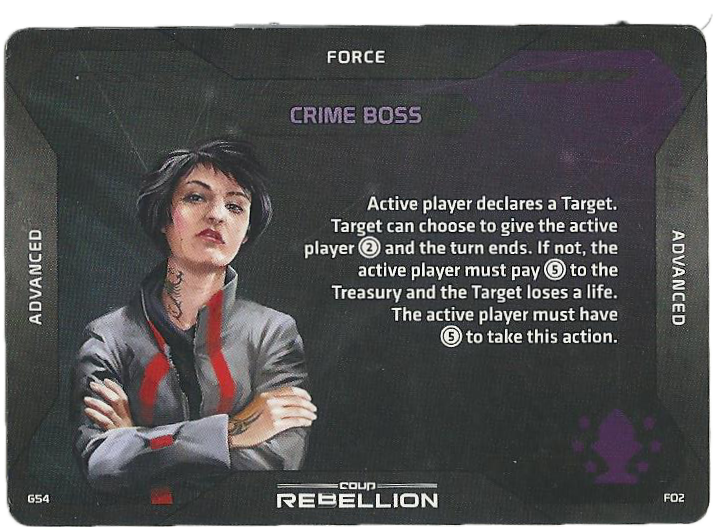 FORCE
CRIME BOSS
Active player declares a Target.
Target can choose to give the active
player 2 and the turn ends. If not, the
active player must pay 5 to the
Treasury and the Target loses a life.
The active player must have
5 to take this action.
ADVANCED
ADVANCED
G54
COUP
REBELLION
F02